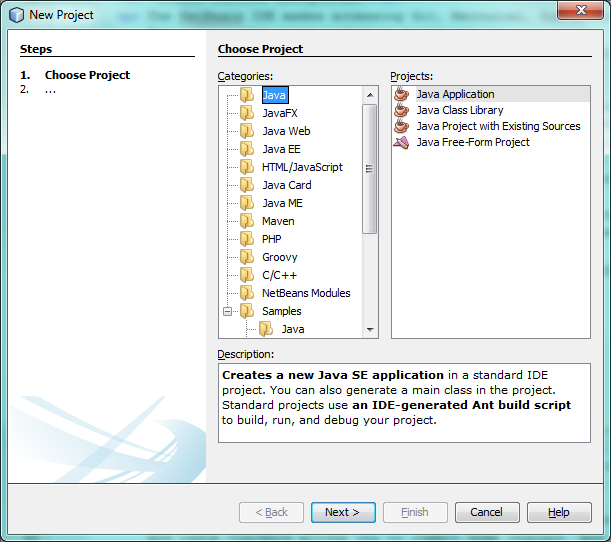 New Project
Steps
1. Choose Project
2. ...
Choose Project
Categories:
Java
JavaFX
Java Web
Java EE
HTML/JavaScript
Java Card
Java ME
Maven
PHP
Groovy
C/C++
NetBeans Modules
Samples
Java
Projects:
Java Application
Java Class Library
Java Project with Existing Sources
Java Free-Form Project
Description:
Creates a new Java SE application in a standard IDE
project. You can also generate a main class in the project.
Standard projects use an IDE-generated Ant build script
to build, run, and debug your project.
< Back
Next >
Finish
Cancel
Help